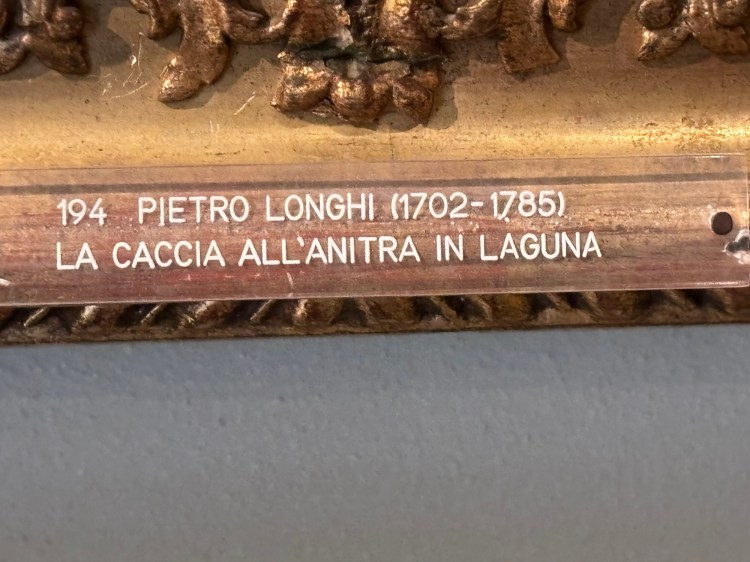 194 PIETRO LONGHI (1702-1785)
LA CACCIA ALL'ANITRA IN LAGUNA